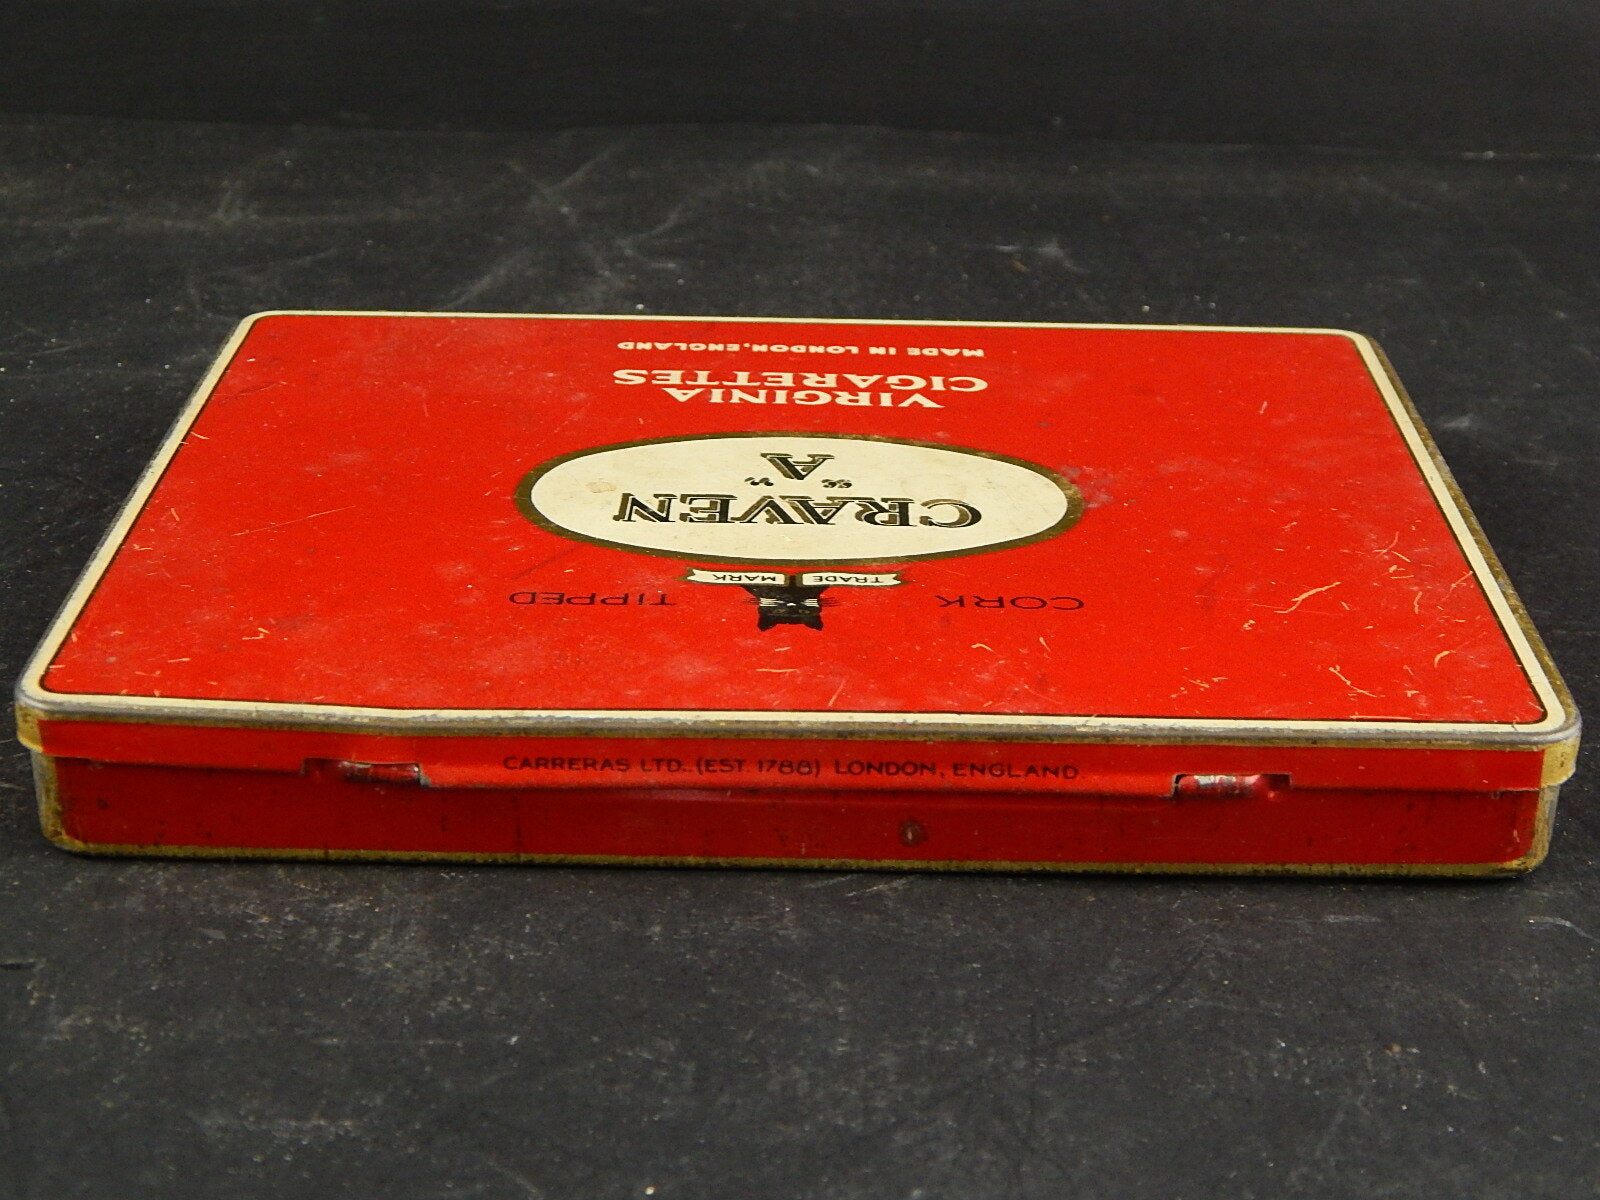 CORK TIPPED
TRADE MARK
CRAVEN
"A"
VIRGINIA
CIGARETTES
MADE IN LONDON, ENGLAND
CARRERAS LTD. (EST. 1788) LONDON, ENGLAND